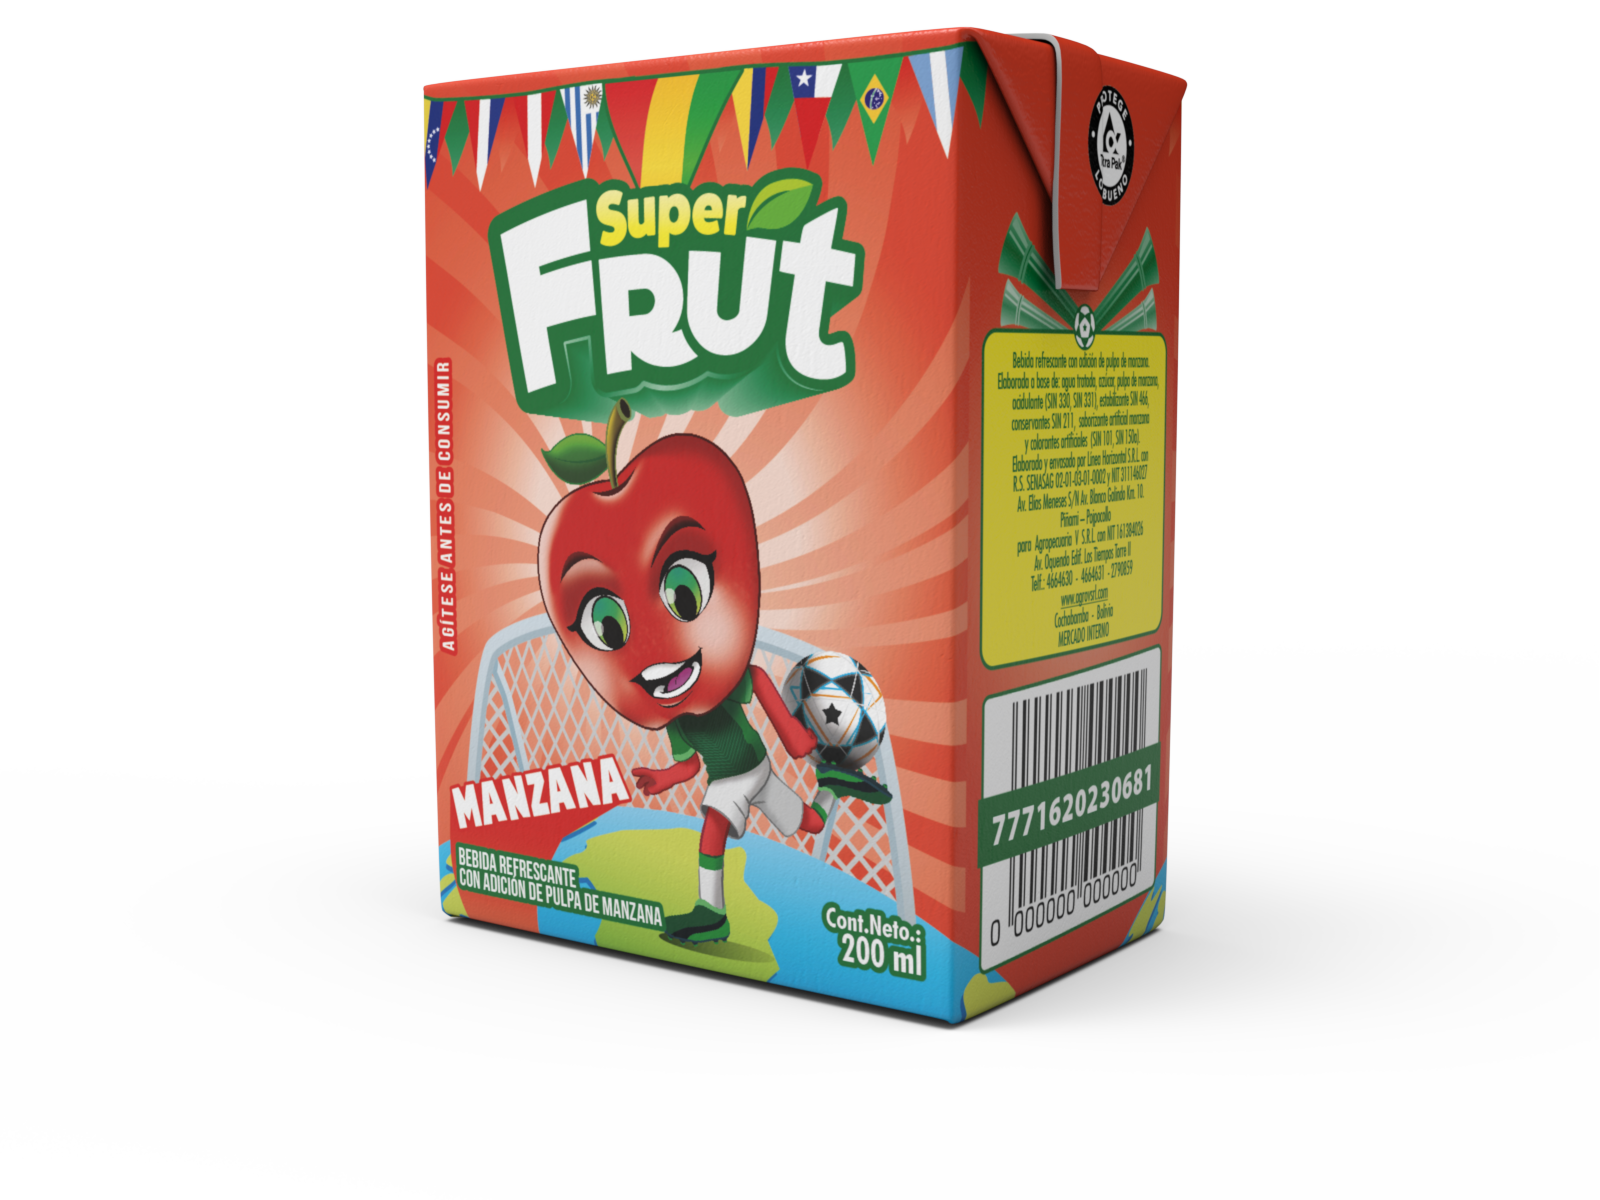 Super
FRUt
AGÍTESE ANTES DE CONSUMIR
MANZANA
BEBIDA REFRESCANTE
CON ADICIÓN DE PULPA DE MANZANA
Cont.Neto.:
200 ml
PROTEGE
Tetra Pak®
LO BUENO
Bebida refrescante con adición de pulpa de manzana.
Elaborada a base de: agua tratada, azúcar, pulpa de manzana,
acidulante (SIN 330, SIN 331), estabilizante SIN 466,
conservantes SIN 211, saborizante artificial manzana
y colorantes artificiales (SIN 101, SIN 150a).
Elaborado y envasado por Línea Horizontal S.R.L. con
R.S. SENASAG 02-01-03-01-0002 y NIT 311146027
Av. Elías Meneses S/N Av. Blanco Galindo Km. 10.
Piñami – Pojpocollo
para Agropecuaria V S.R.L. con NIT 161384026
Av. Oquendo Edif. Los Tiempos Torre II
Telf.: 4664630 - 4664631 - 2790859
www.agrovsrl.com
Cochabamba - Bolivia
MERCADO INTERNO
7771620230681
0 000000 000000